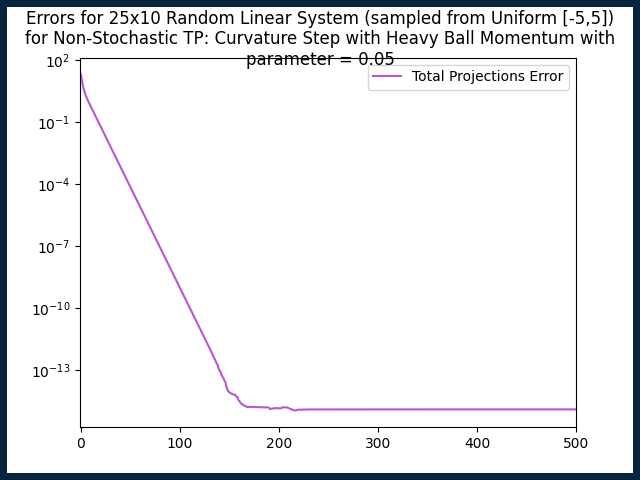 Errors for 25x10 Random Linear System (sampled from Uniform [-5,5])
for Non-Stochastic TP: Curvature Step with Heavy Ball Momentum with
parameter = 0.05
Total Projections Error
10²
10⁻¹
10⁻⁴
10⁻⁷
10⁻¹⁰
10⁻¹³
0 100 200 300 400 500